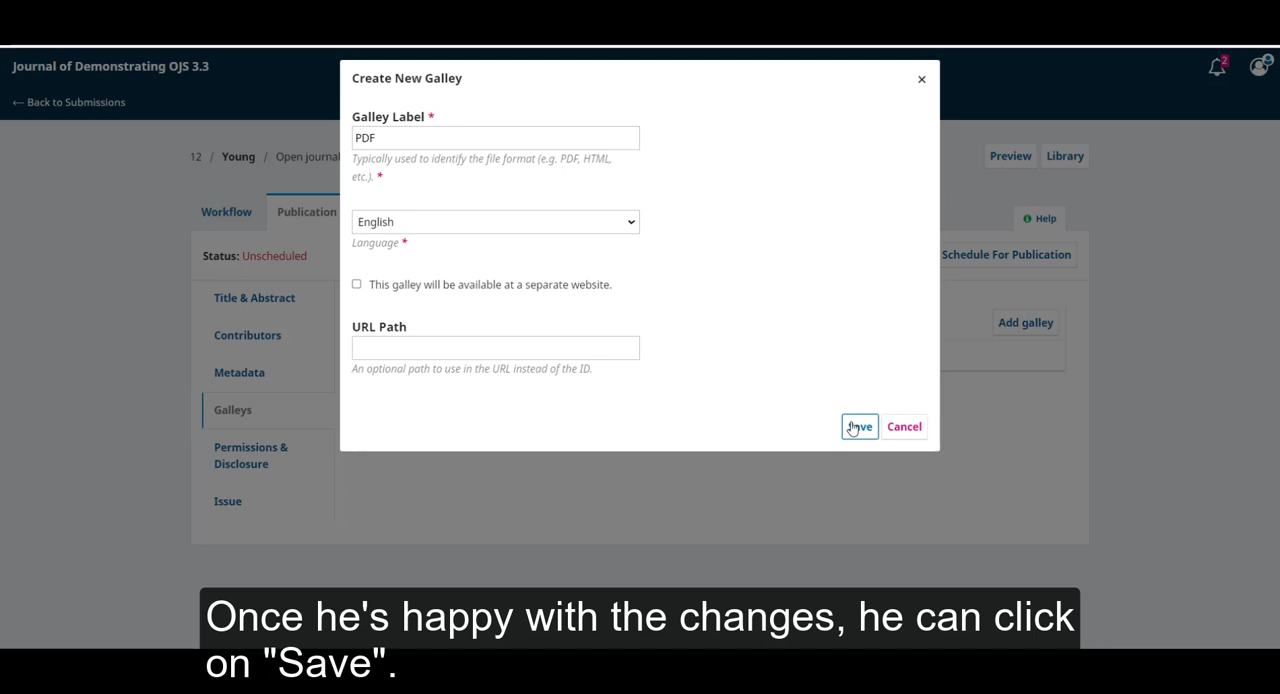 Journal of Demonstrating OJS 3.3
2
← Back to Submissions
Create New Galley
×
Galley Label *
PDF
Typically used to identify the file format (e.g. PDF, HTML,
etc.). *
English
Language *
This galley will be available at a separate website.
URL Path
An optional path to use in the URL instead of the ID.
Cancel
12 / Young / Open journal
Preview
Library
Workflow
Publication
Help
Status: Unscheduled
Schedule For Publication
Title & Abstract
Contributors
Metadata
Galleys
Permissions &
Disclosure
Issue
Add galley
Once he's happy with the changes, he can click
on "Save".